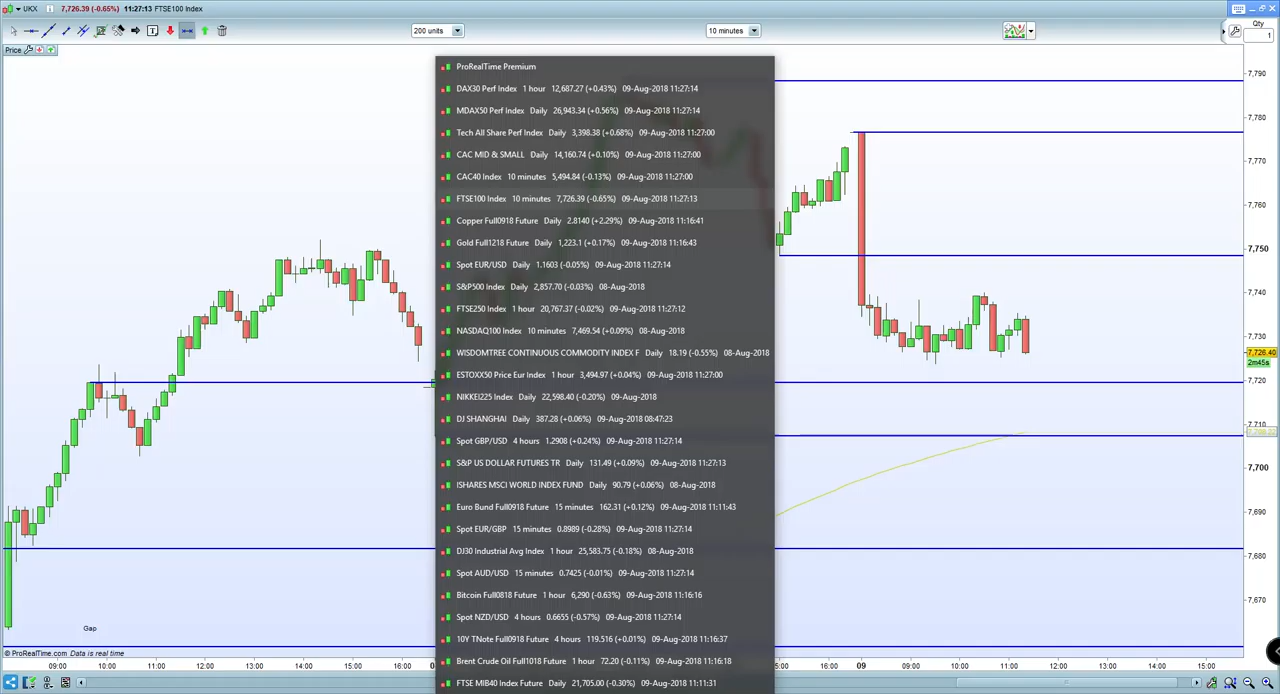 UKX 7,726.39 (-0.65%) 11:27:13 FTSE100 Index
Qty
200 units
10 minutes
1
Price
ProRealTime Premium
DAX30 Perf Index 1 hour 12,687.27 (+0.43%) 09-Aug-2018 11:27:14
MDAX50 Perf Index Daily 26,943.34 (+0.56%) 09-Aug-2018 11:27:14
Tech All Share Perf Index Daily 3,398.38 (+0.68%) 09-Aug-2018 11:27:00
CAC MID & SMALL Daily 14,160.74 (+0.10%) 09-Aug-2018 11:27:00
CAC40 Index 10 minutes 5,494.84 (-0.13%) 09-Aug-2018 11:27:00
FTSE100 Index 10 minutes 7,726.39 (-0.65%) 09-Aug-2018 11:27:13
Copper Full0918 Future Daily 2.8140 (+2.29%) 09-Aug-2018 11:16:41
Gold Full1218 Future Daily 1,223.1 (+0.17%) 09-Aug-2018 11:16:43
Spot EUR/USD Daily 1.1603 (-0.05%) 09-Aug-2018 11:27:14
S&P500 Index Daily 2,857.70 (-0.03%) 08-Aug-2018
FTSE250 Index 1 hour 20,767.37 (-0.02%) 09-Aug-2018 11:27:12
NASDAQ100 Index 10 minutes 7,469.54 (+0.09%) 08-Aug-2018
WISDOMTREE CONTINUOUS COMMODITY INDEX F Daily 18.19 (-0.55%) 08-Aug-2018
ESTOXX50 Price Eur Index 1 hour 3,494.97 (+0.04%) 09-Aug-2018 11:27:00
NIKKEI225 Index Daily 22,598.40 (-0.20%) 09-Aug-2018
DJ SHANGHAI Daily 387.28 (+0.06%) 09-Aug-2018 08:47:23
Spot GBP/USD 4 hours 1.2908 (+0.24%) 09-Aug-2018 11:27:14
S&P US DOLLAR FUTURES TR Daily 131.49 (+0.09%) 09-Aug-2018 11:27:13
ISHARES MSCI WORLD INDEX FUND Daily 90.79 (+0.06%) 08-Aug-2018
Euro Bund Full0918 Future 15 minutes 162.31 (+0.12%) 09-Aug-2018 11:11:43
Spot EUR/GBP 15 minutes 0.8989 (-0.28%) 09-Aug-2018 11:27:14
DJ30 Industrial Avg Index 1 hour 25,583.75 (-0.18%) 08-Aug-2018
Spot AUD/USD 15 minutes 0.7425 (-0.01%) 09-Aug-2018 11:27:14
Bitcoin Full0818 Future 1 hour 6,290 (-0.63%) 09-Aug-2018 11:16:16
Spot NZD/USD 4 hours 0.6655 (-0.57%) 09-Aug-2018 11:27:14
10Y TNote Full0918 Future 4 hours 119.516 (+0.01%) 09-Aug-2018 11:16:37
Brent Crude Oil Full1018 Future 1 hour 72.20 (-0.11%) 09-Aug-2018 11:16:18
FTSE MIB40 Index Future Daily 21,705.00 (-0.30%) 09-Aug-2018 11:11:31
7,790
7,780
7,770
7,760
7,750
7,740
7,730
7,726.40
2m45s
7,720
7,710
7,700
7,690
7,680
7,670
Gap
© ProRealTime.com Data is real time
09:00 10:00 11:00 12:00 13:00 14:00 15:00 16:00 16:00 09 09:00 10:00 11:00 12:00 13:00 14:00 15:00